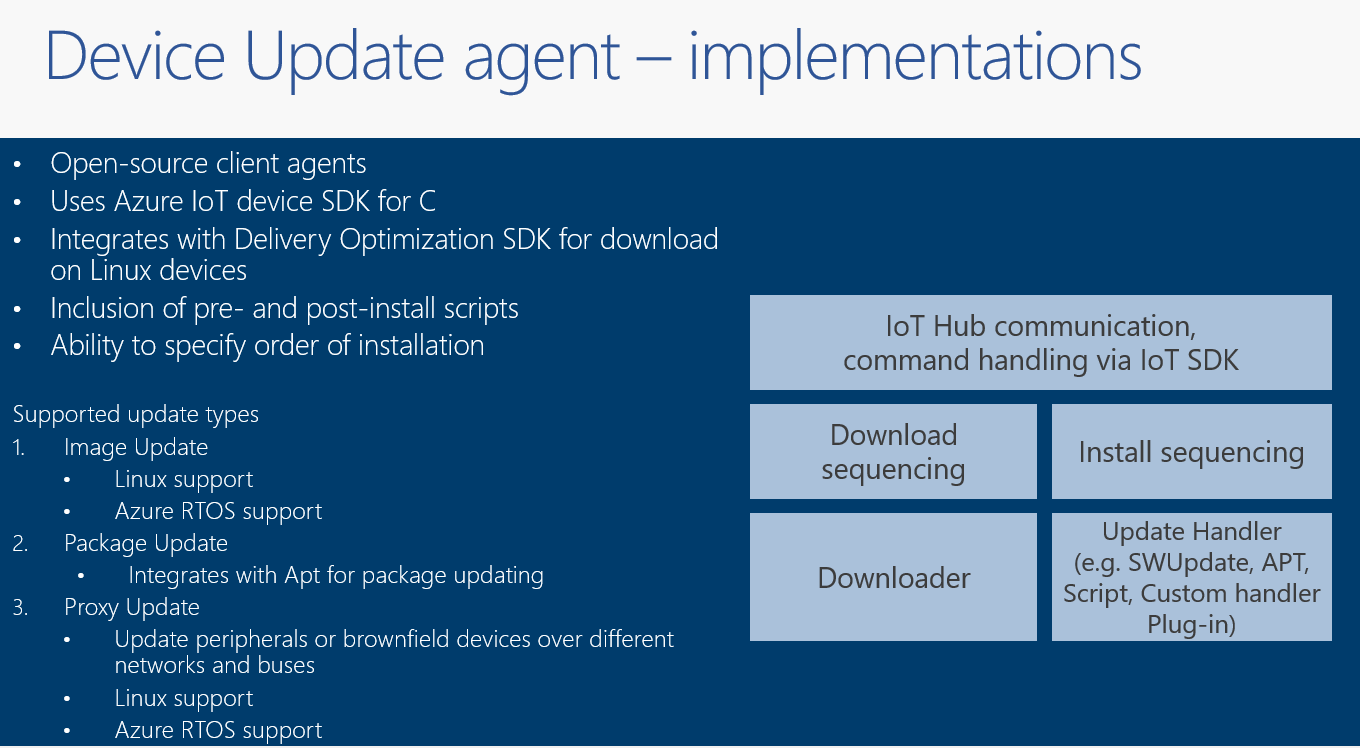 Device Update agent – implementations
• Open-source client agents
• Uses Azure IoT device SDK for C
• Integrates with Delivery Optimization SDK for download
on Linux devices
• Inclusion of pre- and post-install scripts
• Ability to specify order of installation
Supported update types
1. Image Update
• Linux support
• Azure RTOS support
2. Package Update
• Integrates with Apt for package updating
3. Proxy Update
• Update peripherals or brownfield devices over different
networks and buses
• Linux support
• Azure RTOS support
IoT Hub communication,
command handling via IoT SDK
Download
sequencing
Install sequencing
Downloader
Update Handler
(e.g. SWUpdate, APT,
Script, Custom handler
Plug-in)